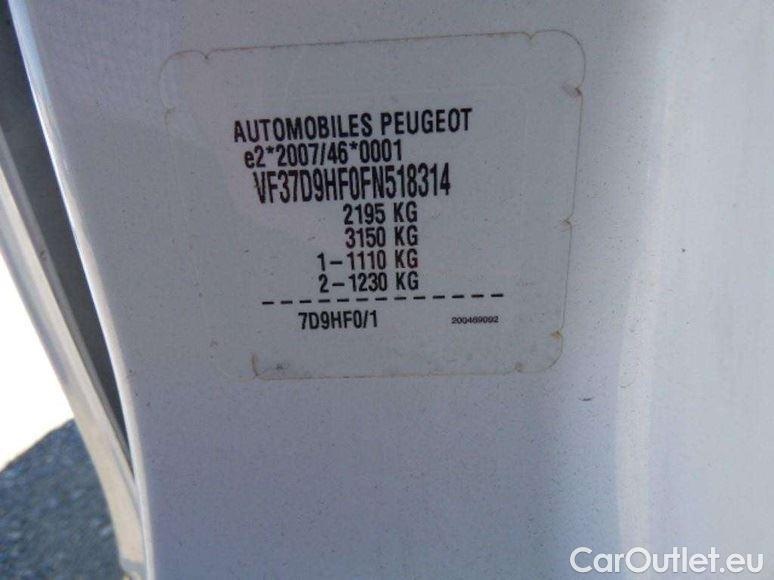 AUTOMOBILES PEUGEOT
e2*2007/46*0001
VF37D9HF0FN518314
2195 KG
3150 KG
1-1110 KG
2-1230 KG
7D9HF0/1 200469092
CarOutlet.eu